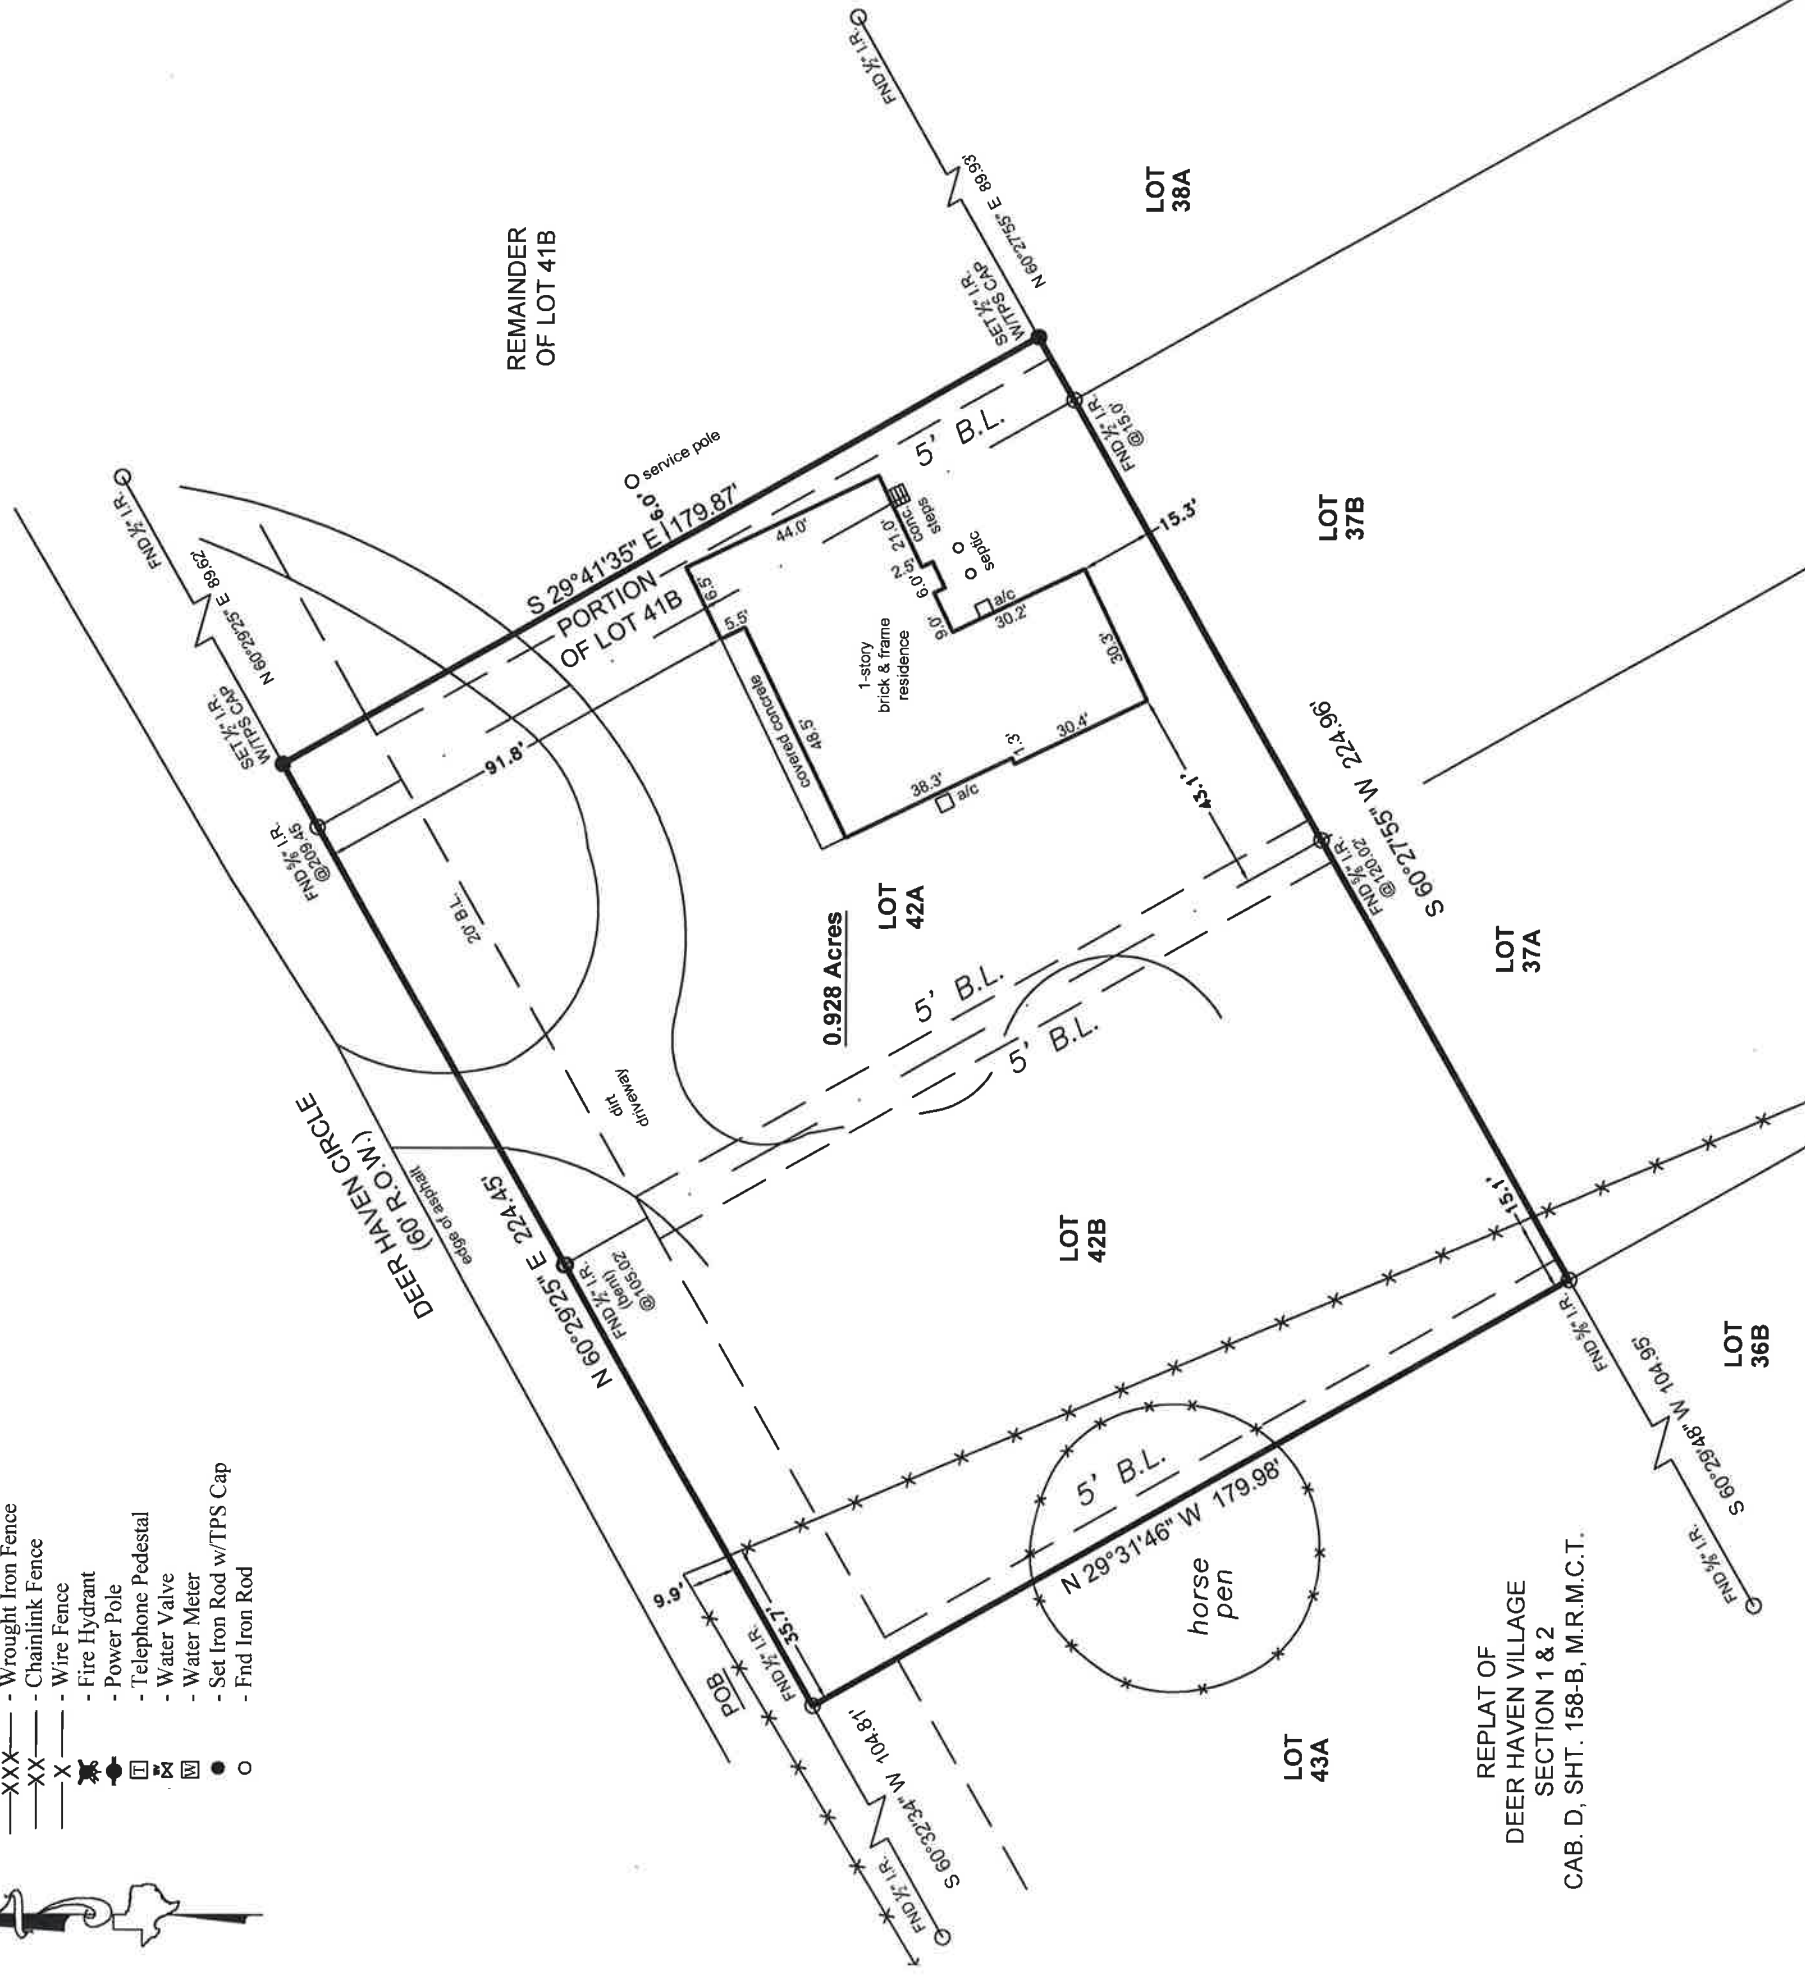 - Wrought Iron Fence
- Chainlink Fence
- Wire Fence
- Fire Hydrant
- Power Pole
- Telephone Pedestal
- Water Valve
- Water Meter
- Set Iron Rod w/TPS Cap
- Fnd Iron Rod
XXX
XX
X
T
W
W
FND ½" I.R.
N 60°29'25" E 89.62'
SET ½" I.R.
W/TPS CAP
FND ⅝" I.R.
@209.45
91.8'
20' B.L.
DEER HAVEN CIRCLE
(60' R.O.W.)
edge of asphalt
N 60°29'25" E 224.45'
FND ½" I.R.
(bent)
@105.02'
dirt
driveway
9.9'
35.7'
POB
FND ½" I.R.
S 60°32'34" W 104.81'
FND ½" I.R.
REMAINDER
OF LOT 41B
service pole
6.0'
S 29°41'35" E 179.87'
PORTION
OF LOT 41B
5' B.L.
44.0'
6.5'
5.5'
covered concrete
48.5'
1-story
brick & frame
residence
21.0'
conc.
steps
2.5'
6.0'
9.0'
septic
a/c
30.2'
30.3'
30.4'
1.3'
38.3'
a/c
43.1'
15.3'
FND ½" I.R.
N 60°27'55" E 89.93'
SET ½" I.R.
W/TPS CAP
FND ½" I.R.
@15.0'
LOT
38A
LOT
37B
S 60°27'55" W 224.96'
FND ⅝" I.R.
@120.02'
LOT
37A
0.928 Acres
LOT
42A
5' B.L.
5' B.L.
LOT
42B
15.1'
FND ⅝" I.R.
S 60°29'48" W 104.95'
FND ⅝" I.R.
LOT
36B
5' B.L.
N 29°31'46" W 179.98'
horse
pen
LOT
43A
REPLAT OF
DEER HAVEN VILLAGE
SECTION 1 & 2
CAB. D, SHT. 158-B, M.R.M.C.T.